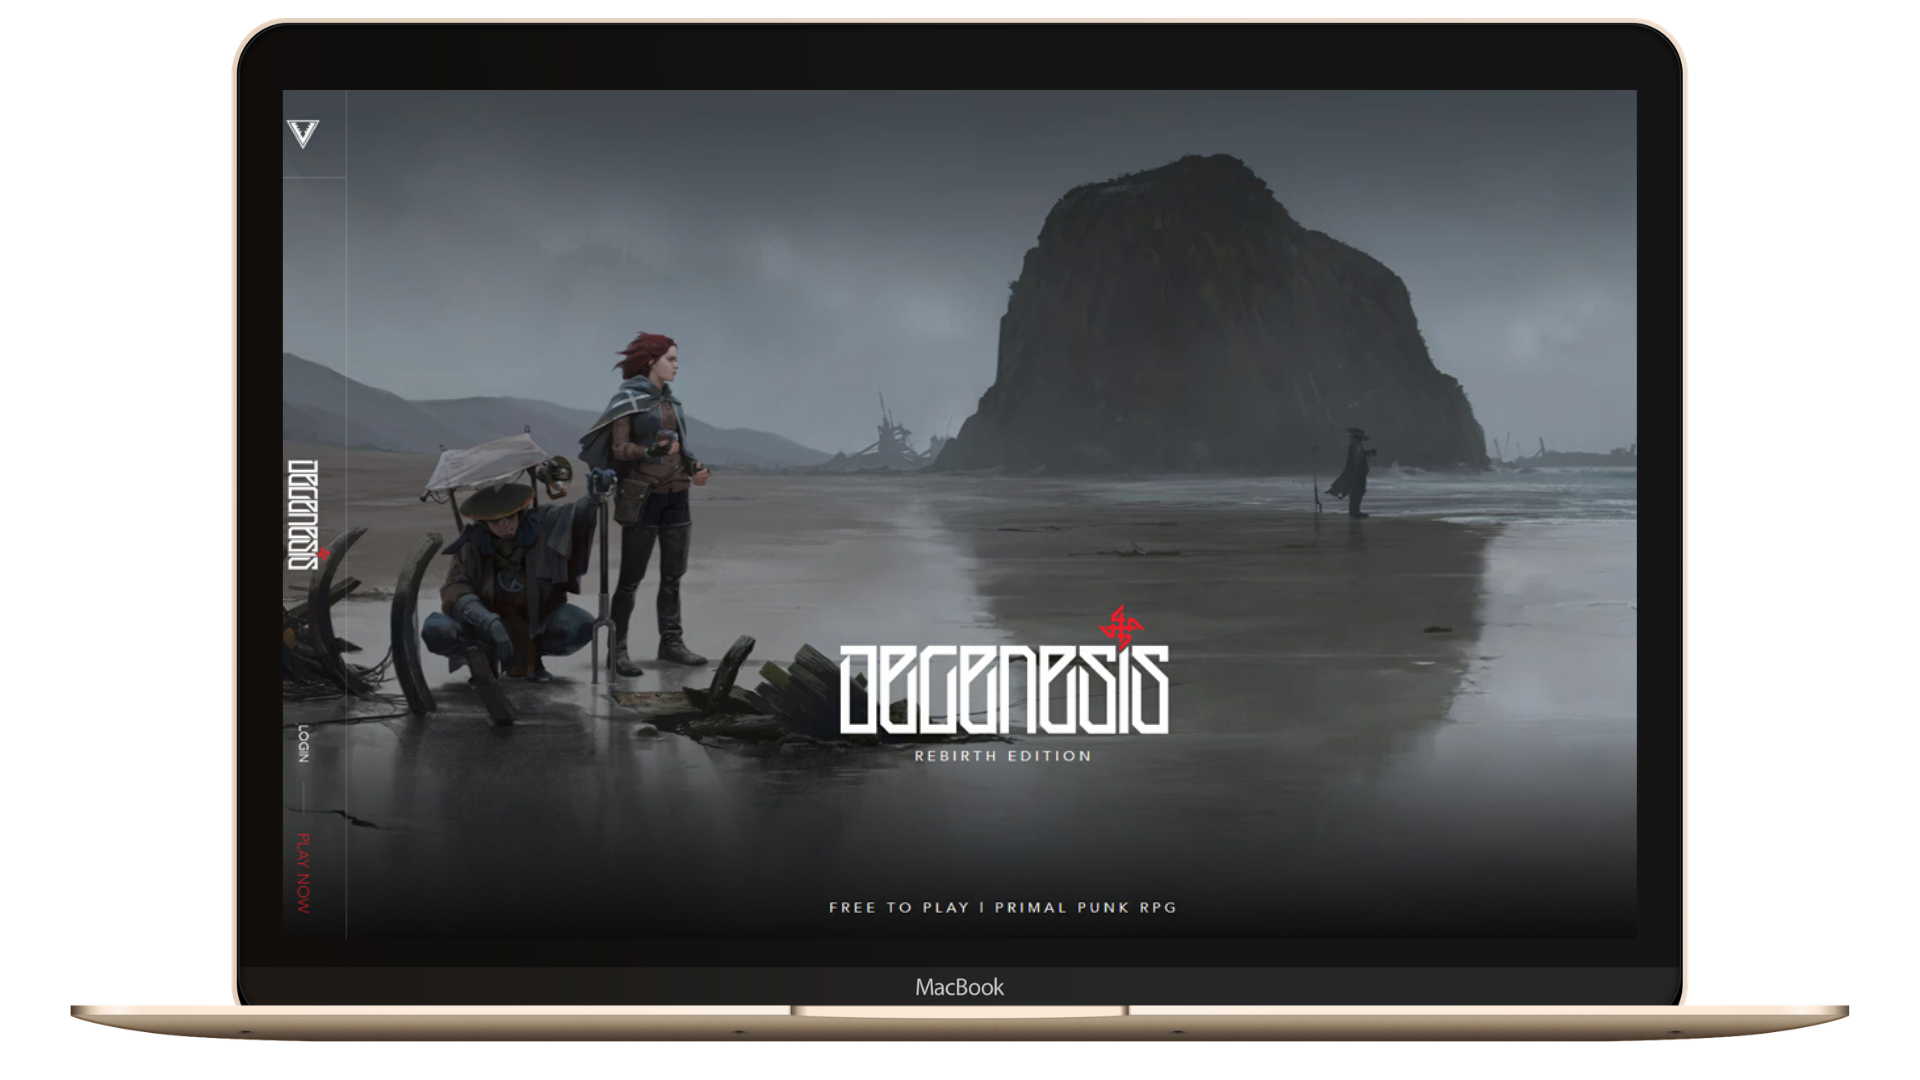 DEGENESIS
LOGIN
PLAY NOW
DEGENESIS
REBIRTH EDITION
FREE TO PLAY | PRIMAL PUNK RPG
MacBook